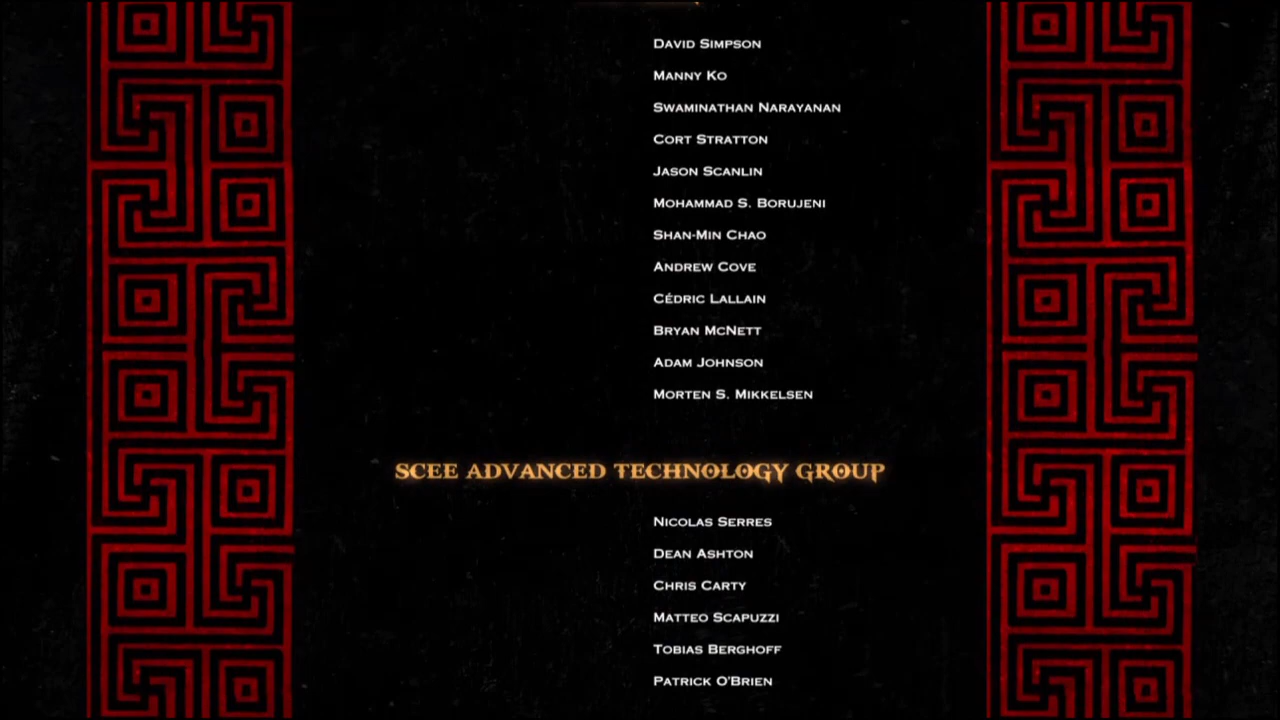 David Simpson
Manny Ko
Swaminathan Narayanan
Cort Stratton
Jason Scanlin
Mohammad S. Borujeni
Shan-Min Chao
Andrew Cove
Cédric Lallain
Bryan McNett
Adam Johnson
Morten S. Mikkelsen
SCEE ADVANCED TECHNOLOGY GROUP
Nicolas Serres
Dean Ashton
Chris Carty
Matteo Scapuzzi
Tobias Berghoff
Patrick O'Brien